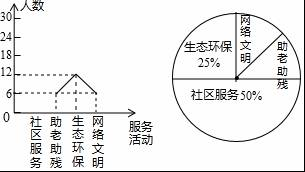 人数
30
24
18
12
6
0
社区服务
助老助残
生态环保
网络文明
服务
活动
生态环保
25%
网络文明
助老助残
社区服务50%